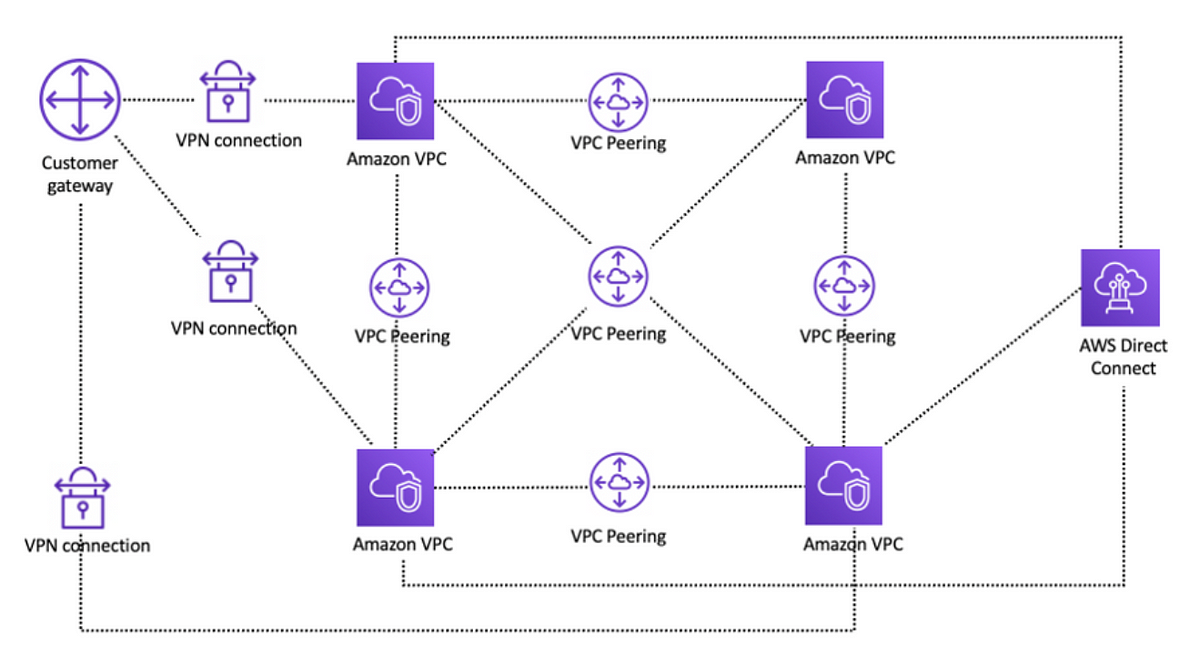 VPN connection
VPC Peering
Amazon VPC
Amazon VPC
Customer
gateway
VPN connection
VPC Peering
VPC Peering
VPC Peering
AWS Direct
Connect
VPN connection
Amazon VPC
VPC Peering
Amazon VPC